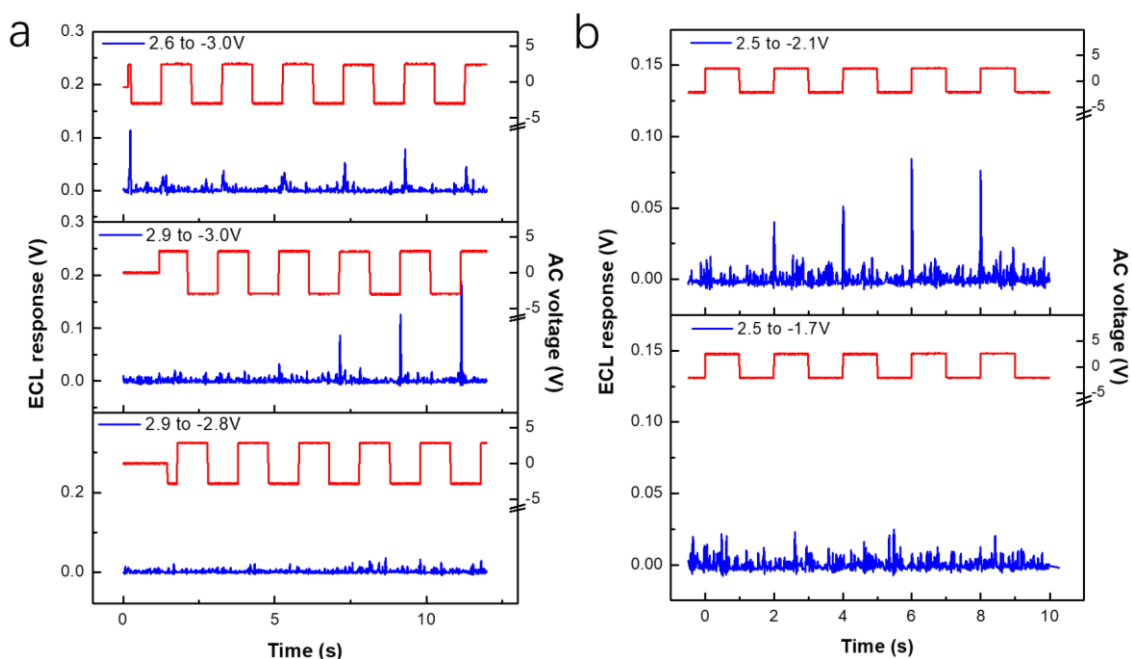 a
2.6 to -3.0V
0.3
0.2
0.1
0.0
5
0
-5
2.9 to -3.0V
0.3
0.2
0.1
0.0
5
0
-5
2.9 to -2.8V
0.2
0.0
5
0
-5
0 5 10
Time (s)
ECL response (V)
AC voltage (V)
b
2.5 to -2.1V
0.15
0.10
0.05
0.00
5
0
-5
2.5 to -1.7V
0.15
0.10
0.05
0.00
5
0
-5
0 2 4 6 8 10
Time (s)
ECL response (V)
AC voltage (V)